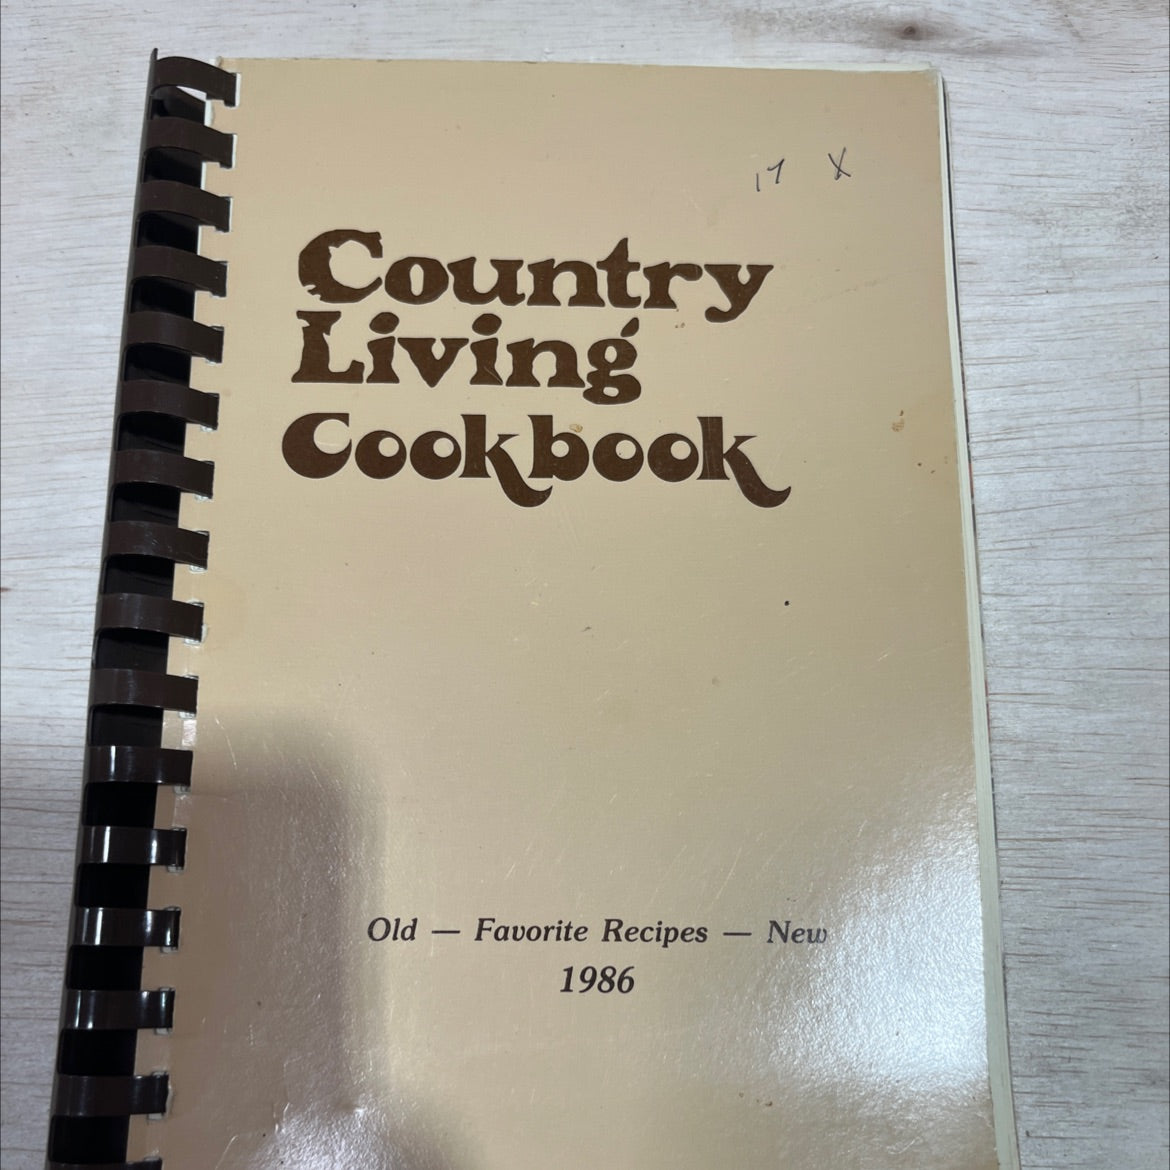 17 X
Country
Living
Cookbook
Old — Favorite Recipes — New
1986